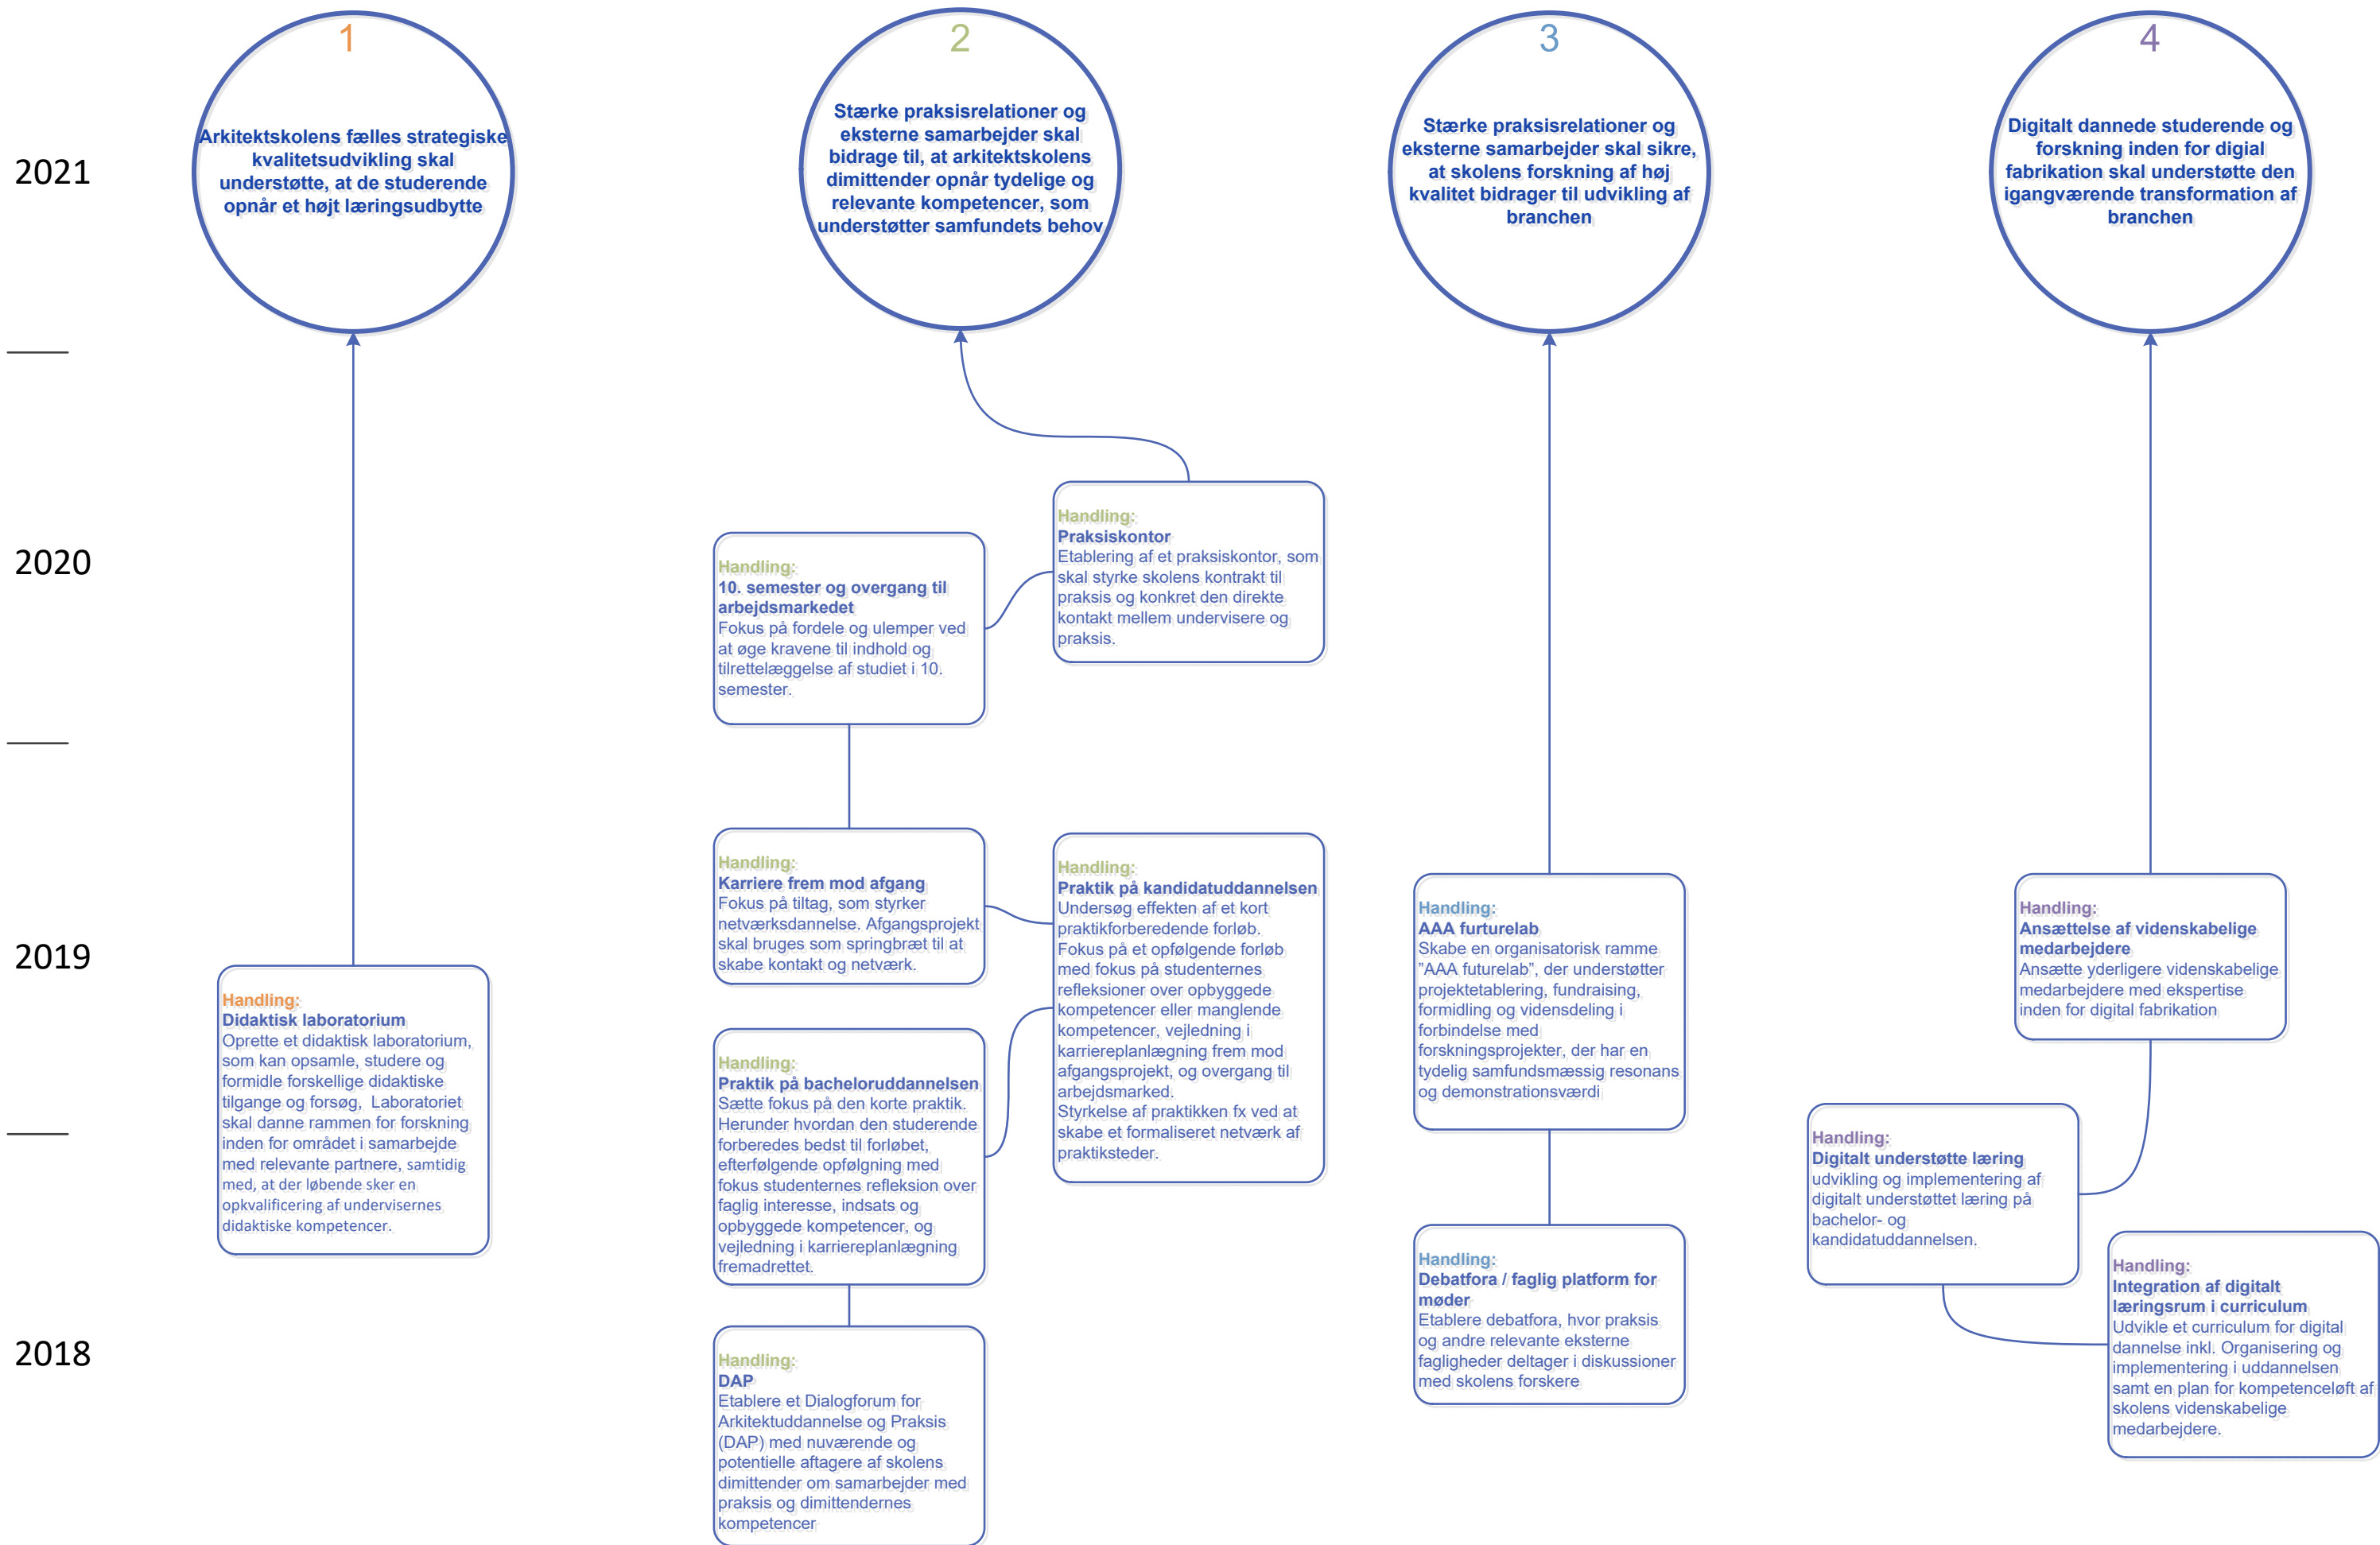 2021
2020
2019
2018
1
Arkitektskolens fælles strategiske
kvalitetsudvikling skal
understøtte, at de studerende
opnår et højt læringsudbytte
Handling:
Didaktisk laboratorium
Oprette et didaktisk laboratorium,
som kan opsamle, studere og
formidle forskellige didaktiske
tilgange og forsøg,  Laboratoriet
skal danne rammen for forskning
inden for området i samarbejde
med relevante partnere, samtidig
med, at der løbende sker en
opkvalificering af undervisernes
didaktiske kompetencer.
2
Stærke praksisrelationer og
eksterne samarbejder skal
bidrage til, at arkitektskolens
dimittender opnår tydelige og
relevante kompetencer, som
understøtter samfundets behov
Handling:
Praksiskontor
Etablering af et praksiskontor, som
skal styrke skolens kontrakt til
praksis og konkret den direkte
kontakt mellem undervisere og
praksis.
Handling:
10. semester og overgang til
arbejdsmarkedet
Fokus på fordele og ulemper ved
at øge kravene til indhold og
tilrettelæggelse af studiet i 10.
semester.
Handling:
Karriere frem mod afgang
Fokus på tiltag, som styrker
netværksdannelse. Afgangsprojekt
skal bruges som springbræt til at
skabe kontakt og netværk.
Handling:
Praktik på kandidatuddannelsen
Undersøg effekten af et kort
praktikforberedende forløb.
Fokus på et opfølgende forløb
med fokus på studenternes
refleksioner over opbyggede
kompetencer eller manglende
kompetencer, vejledning i
karriereplanlægning frem mod
afgangsprojekt, og overgang til
arbejdsmarked.
Styrkelse af praktikken fx ved at
skabe et formaliseret netværk af
praktiksteder.
Handling:
Praktik på bacheloruddannelsen
Sætte fokus på den korte praktik.
Herunder hvordan den studerende
forberedes bedst til forløbet,
efterfølgende opfølgning med
fokus studenternes refleksion over
faglig interesse, indsats og
opbyggede kompetencer, og
vejledning i karriereplanlægning
fremadrettet.
Handling:
DAP
Etablere et Dialogforum for
Arkitektuddannelse og Praksis
(DAP) med nuværende og
potentielle aftagere af skolens
dimittender om samarbejder med
praksis og dimittendernes
kompetencer
3
Stærke praksisrelationer og
eksterne samarbejder skal sikre,
at skolens forskning af høj
kvalitet bidrager til udvikling af
branchen
Handling:
AAA furturelab
Skabe en organisatorisk ramme
”AAA futurelab”, der understøtter
projektetablering, fundraising,
formidling og vidensdeling i
forbindelse med
forskningsprojekter, der har en
tydelig samfundsmæssig resonans
og demonstrationsværdi
Handling:
Debatfora / faglig platform for
møder
Etablere debatfora, hvor praksis
og andre relevante eksterne
fagligheder deltager i diskussioner
med skolens forskere
4
Digitalt dannede studerende og
forskning inden for digial
fabrikation skal understøtte den
igangværende transformation af
branchen
Handling:
Ansættelse af videnskabelige
medarbejdere
Ansætte yderligere videnskabelige
medarbejdere med ekspertise
inden for digital fabrikation
Handling:
Digitalt understøtte læring
udvikling og implementering af
digitalt understøttet læring på
bachelor- og
kandidatuddannelsen.
Handling:
Integration af digitalt
læringsrum i curriculum
Udvikle et curriculum for digital
dannelse inkl. Organisering og
implementering i uddannelsen
samt en plan for kompetenceløft af
skolens videnskabelige
medarbejdere.